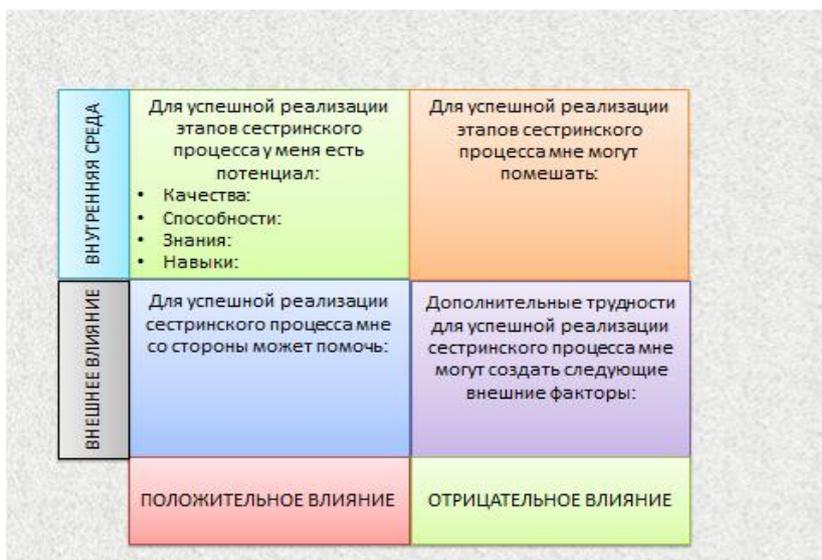 ВНУТРЕННЯЯ СРЕДА
Для успешной реализации
этапов сестринского
процесса у меня есть
потенциал:
• Качества:
• Способности:
• Знания:
• Навыки:
Для успешной реализации
этапов сестринского
процесса мне могут
помешать:
ВНЕШНЕЕ ВЛИЯНИЕ
Для успешной реализации
сестринского процесса мне
со стороны может помочь:
Дополнительные трудности
для успешной реализации
сестринского процесса мне
могут создать следующие
внешние факторы:
ПОЛОЖИТЕЛЬНОЕ ВЛИЯНИЕ
ОТРИЦАТЕЛЬНОЕ ВЛИЯНИЕ